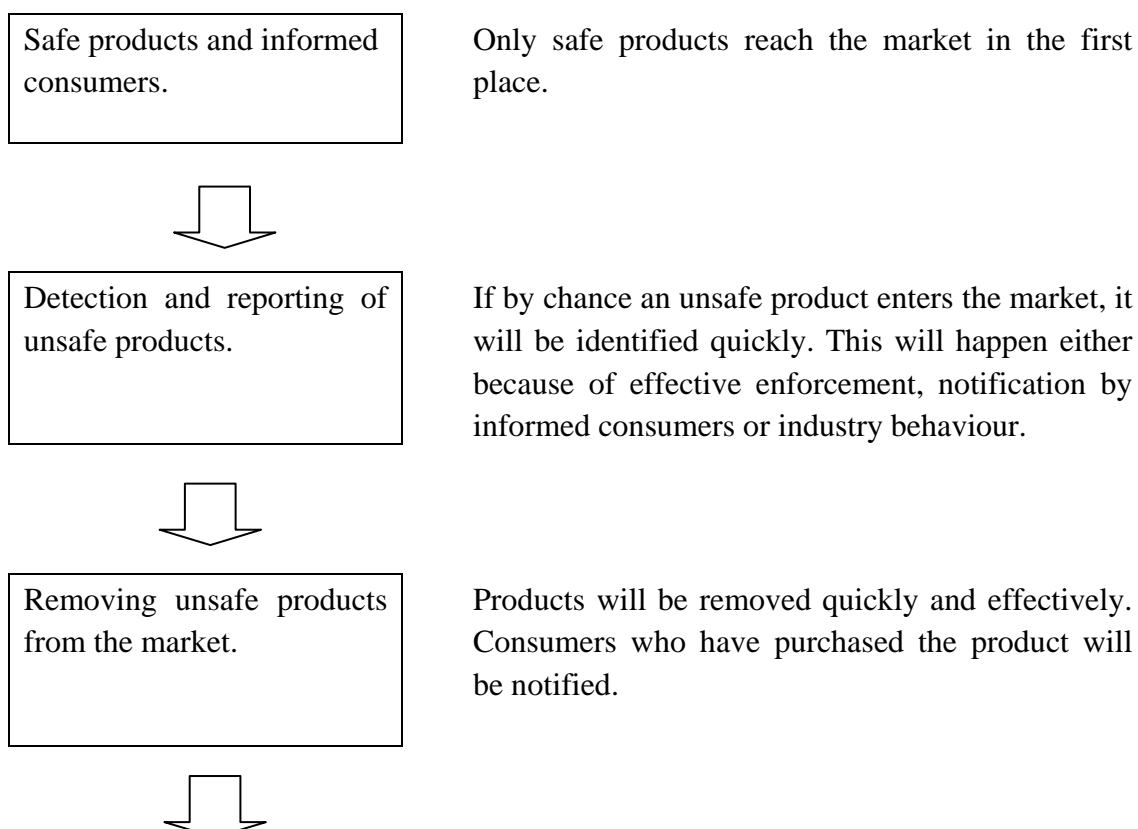 Safe products and informed
consumers.
Only safe products reach the market in the first
place.
Detection and reporting of
unsafe products.
If by chance an unsafe product enters the market, it
will be identified quickly. This will happen either
because of effective enforcement, notification by
informed consumers or industry behaviour.
Removing unsafe products
from the market.
Products will be removed quickly and effectively.
Consumers who have purchased the product will
be notified.